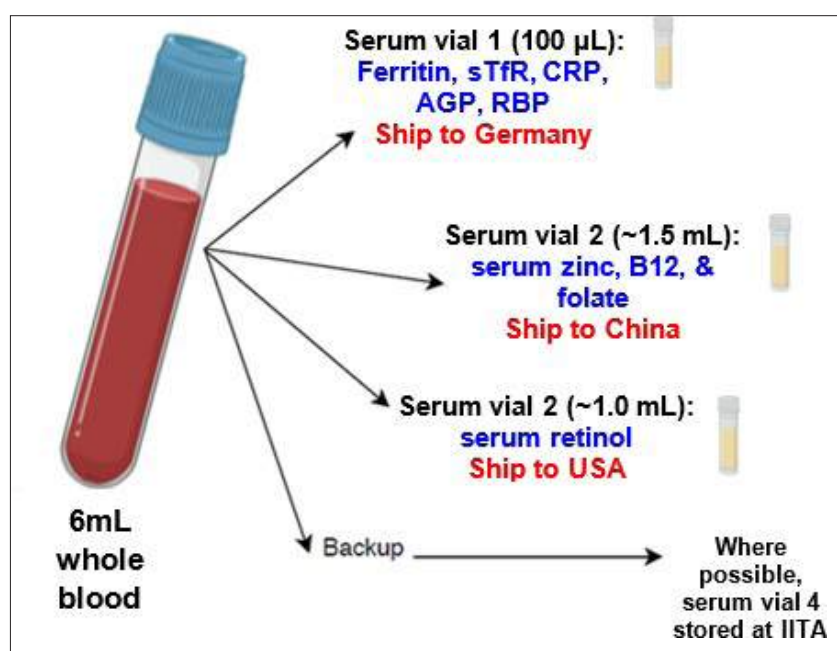 Serum vial 1 (100 µL):
Ferritin, sTfR, CRP,
AGP, RBP
Ship to Germany
Serum vial 2 (~1.5 mL):
serum zinc, B12, &
folate
Ship to China
Serum vial 2 (~1.0 mL):
serum retinol
Ship to USA
6mL
whole
blood
Backup
Where
possible,
serum vial 4
stored at IITA